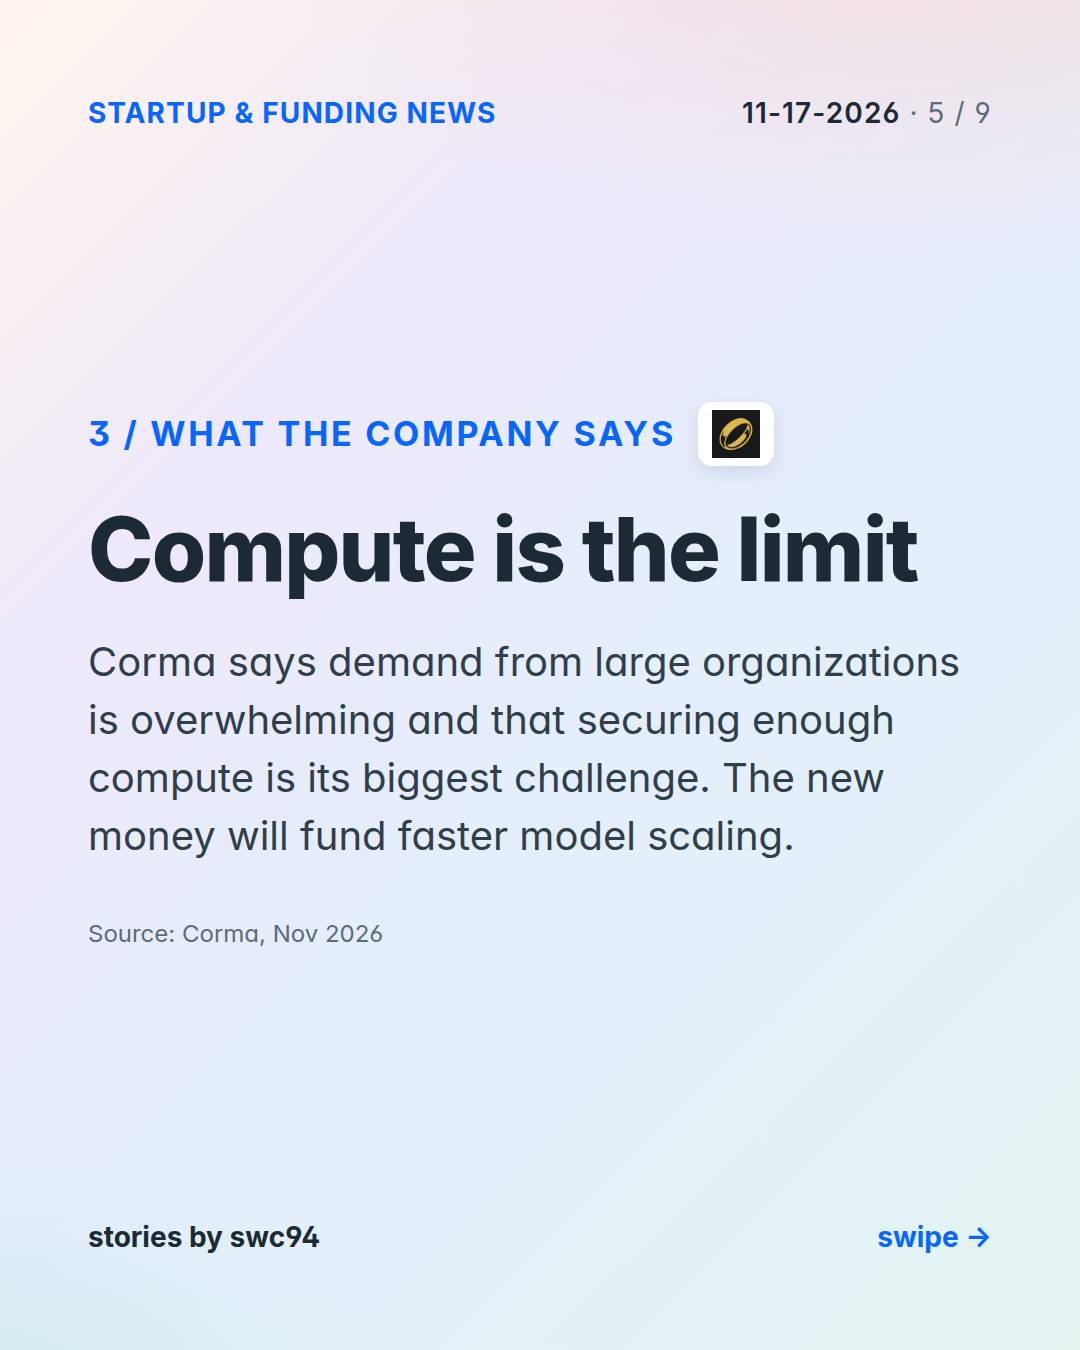 STARTUP & FUNDING NEWS
11-17-2026 · 5 / 9
3 / WHAT THE COMPANY SAYS
Compute is the limit
Corma says demand from large organizations
is overwhelming and that securing enough
compute is its biggest challenge. The new
money will fund faster model scaling.
Source: Corma, Nov 2026
stories by swc94
swipe →